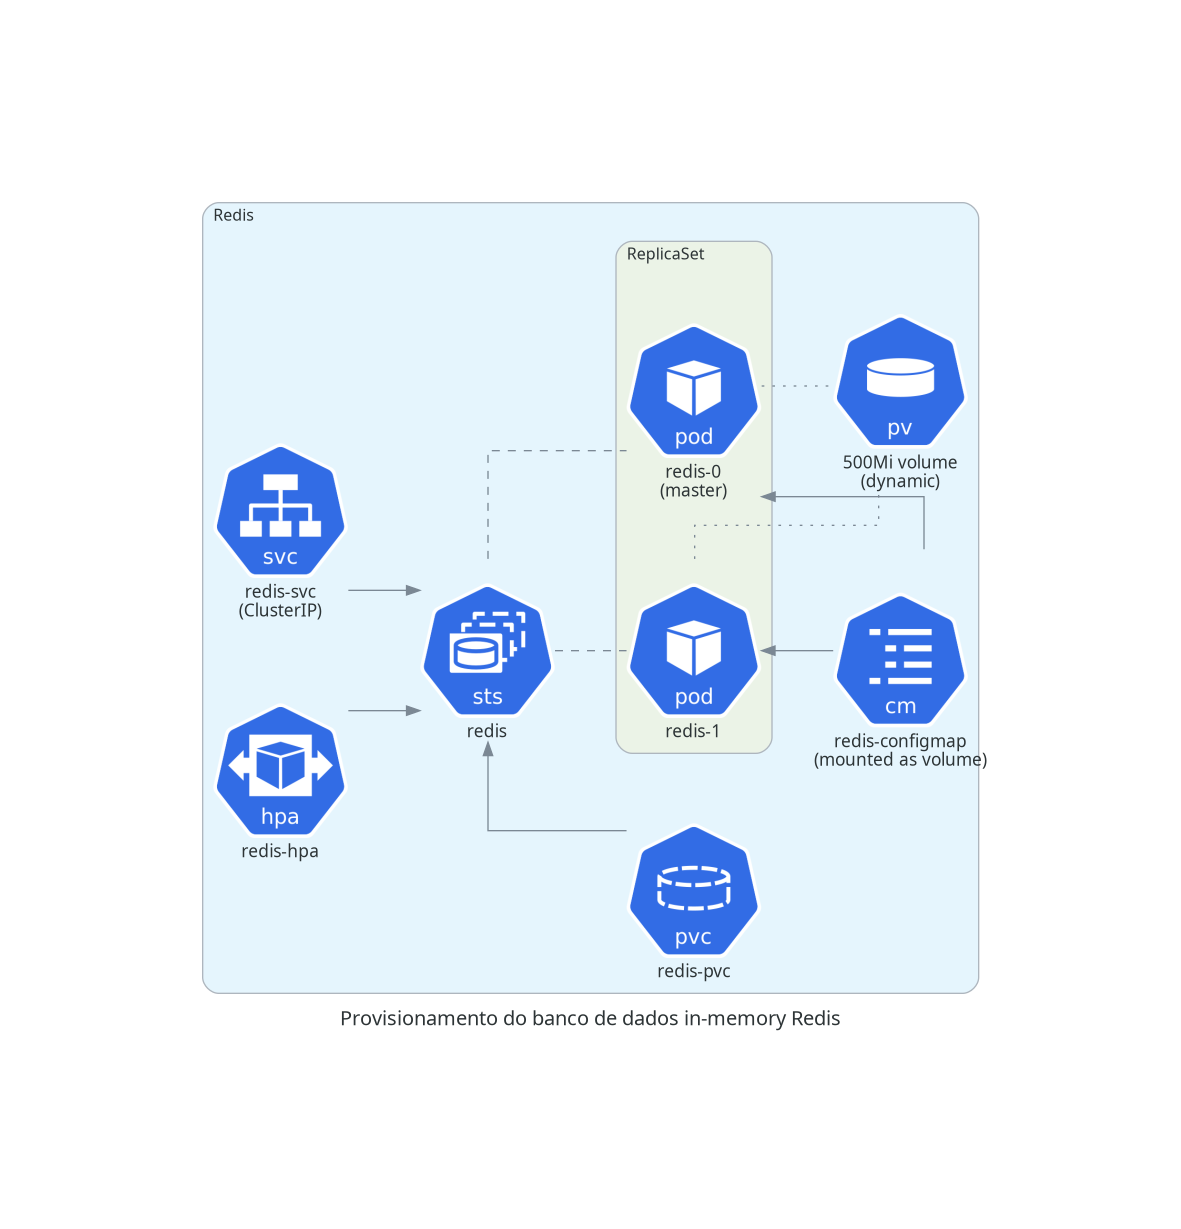 Redis
ReplicaSet
pod
redis-0
(master)
pv
500Mi volume
(dynamic)
svc
redis-svc
(ClusterIP)
sts
redis
pod
redis-1
cm
redis-configmap
(mounted as volume)
hpa
redis-hpa
pvc
redis-pvc
Provisionamento do banco de dados in-memory Redis